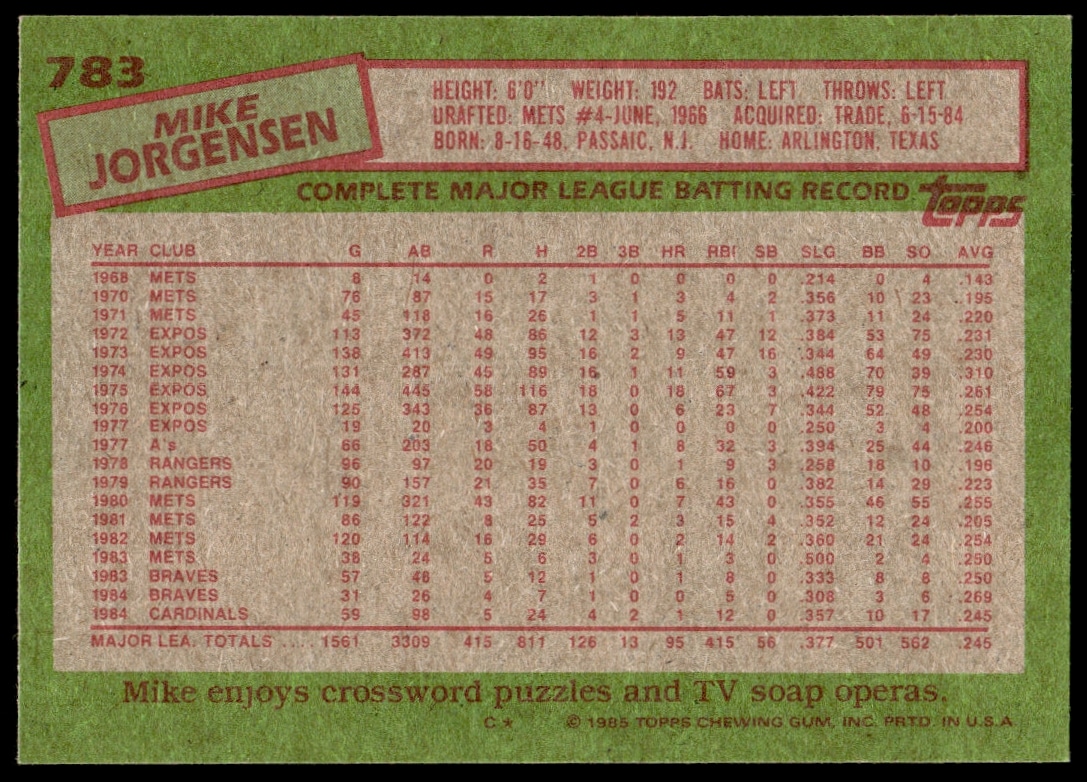 783
MIKE
JORGENSEN
HEIGHT: 6'0" WEIGHT: 192 BATS: LEFT THROWS: LEFT
DRAFTED: METS #4-JUNE, 1966 ACQUIRED: TRADE, 6-15-84
BORN: 8-16-48, PASSAIC, N.J. HOME: ARLINGTON, TEXAS
COMPLETE MAJOR LEAGUE BATTING RECORD
Topps
YEAR CLUB G AB R H 2B 3B HR RBI SB SLG BB SO AVG
1968 METS 8 14 0 2 1 0 0 0 0 .214 0 4 .143
1970 METS 76 87 15 17 3 1 3 4 2 .356 10 23 .195
1971 METS 45 118 16 26 1 1 5 11 1 .373 11 24 .220
1972 EXPOS 113 372 48 86 12 3 13 47 12 .384 53 75 .231
1973 EXPOS 138 413 49 95 16 2 9 47 16 .344 64 49 .230
1974 EXPOS 131 287 45 89 16 1 11 59 3 .488 70 39 .310
1975 EXPOS 144 445 58 116 18 0 18 67 3 .422 79 75 .261
1976 EXPOS 125 343 36 87 13 0 6 23 7 .344 52 48 .254
1977 EXPOS 19 20 3 4 1 0 0 0 0 .250 3 4 .200
1977 A's 66 203 18 50 4 1 8 32 3 .394 25 44 .246
1978 RANGERS 96 97 20 19 3 0 1 9 3 .258 18 10 .196
1979 RANGERS 90 157 21 35 7 0 6 16 0 .382 14 29 .223
1980 METS 119 321 43 82 11 0 7 43 0 .355 46 55 .255
1981 METS 86 122 8 25 5 2 3 15 4 .352 12 24 .205
1982 METS 120 114 16 29 6 0 2 14 2 .360 21 24 .254
1983 METS 38 24 5 6 3 0 1 3 0 .500 2 4 .250
1983 BRAVES 57 48 5 12 1 0 1 8 0 .333 8 8 .250
1984 BRAVES 31 26 4 7 1 0 0 5 0 .308 3 6 .269
1984 CARDINALS 59 98 5 24 4 2 1 12 0 .357 10 17 .245
MAJOR LEA. TOTALS .... 1561 3309 415 811 126 13 95 415 56 .377 501 562 .245
Mike enjoys crossword puzzles and TV soap operas.
C * © 1985 TOPPS CHEWING GUM, INC. PRTD. IN U.S.A